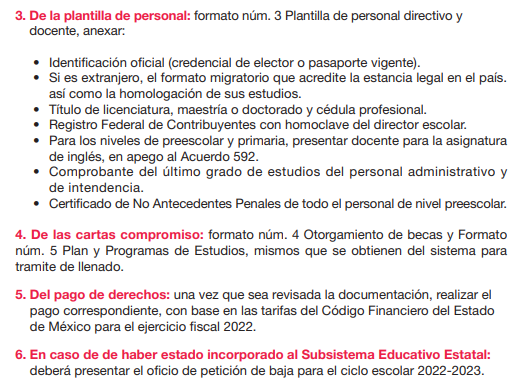 3. De la plantilla de personal: formato núm. 3 Plantilla de personal directivo y
docente, anexar:
• Identificación oficial (credencial de elector o pasaporte vigente).
• Si es extranjero, el formato migratorio que acredite la estancia legal en el país.
así como la homologación de sus estudios.
• Título de licenciatura, maestría o doctorado y cédula profesional.
• Registro Federal de Contribuyentes con homoclave del director escolar.
• Para los niveles de preescolar y primaria, presentar docente para la asignatura
de inglés, en apego al Acuerdo 592.
• Comprobante del último grado de estudios del personal administrativo y
de intendencia.
• Certificado de No Antecedentes Penales de todo el personal de nivel preescolar.
4. De las cartas compromiso: formato núm. 4 Otorgamiento de becas y Formato
núm. 5 Plan y Programas de Estudios, mismos que se obtienen del sistema para
tramite de llenado.
5. Del pago de derechos: una vez que sea revisada la documentación, realizar el
pago correspondiente, con base en las tarifas del Código Financiero del Estado
de México para el ejercicio fiscal 2022.
6. En caso de de haber estado incorporado al Subsistema Educativo Estatal:
deberá presentar el oficio de petición de baja para el ciclo escolar 2022-2023.